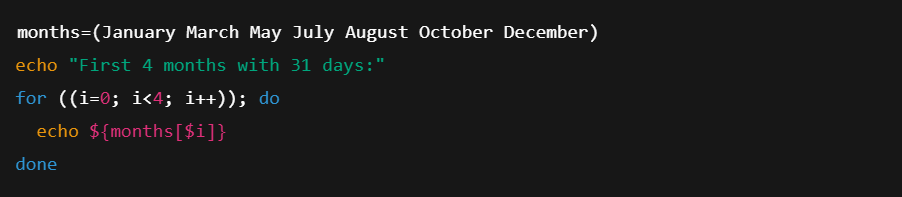 months=(January March May July August October December)
echo "First 4 months with 31 days:"
for ((i=0; i<4; i++)); do
  echo ${months[$i]}
done